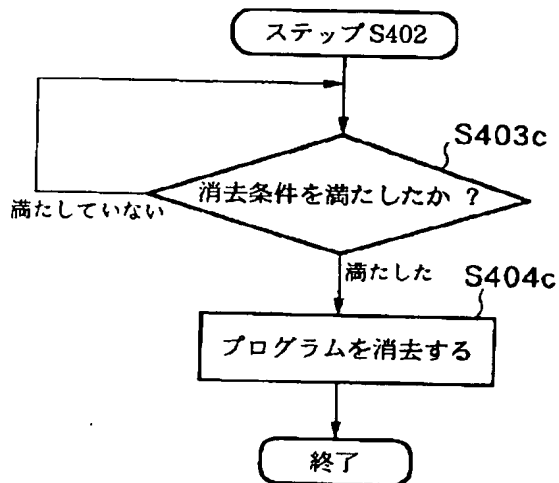 ステップS402
S403c
消去条件を満たしたか ?
満たしていない
満たした
S404c
プログラムを消去する
終了